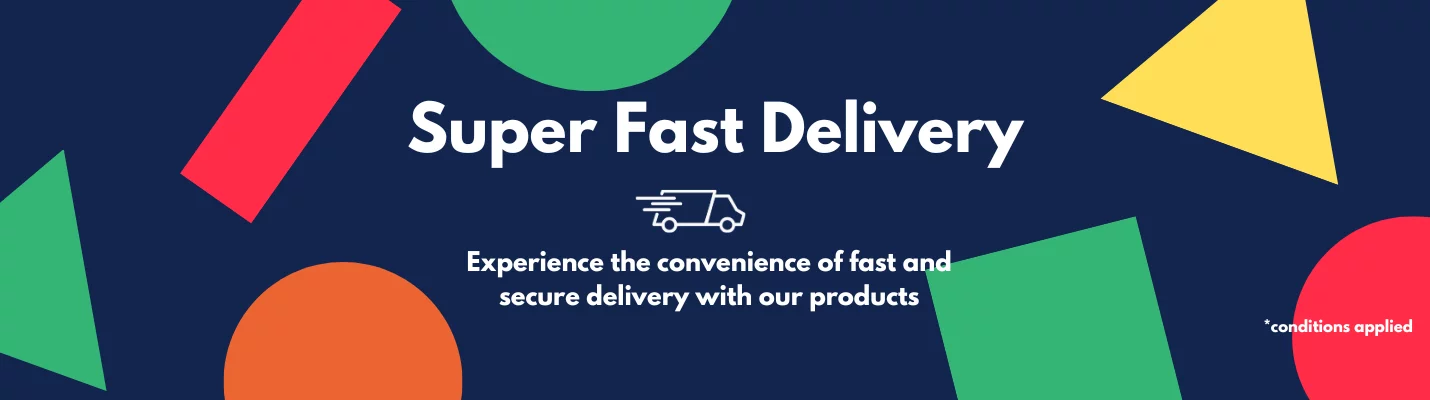 Super Fast Delivery
Experience the convenience of fast and
secure delivery with our products
*conditions applied